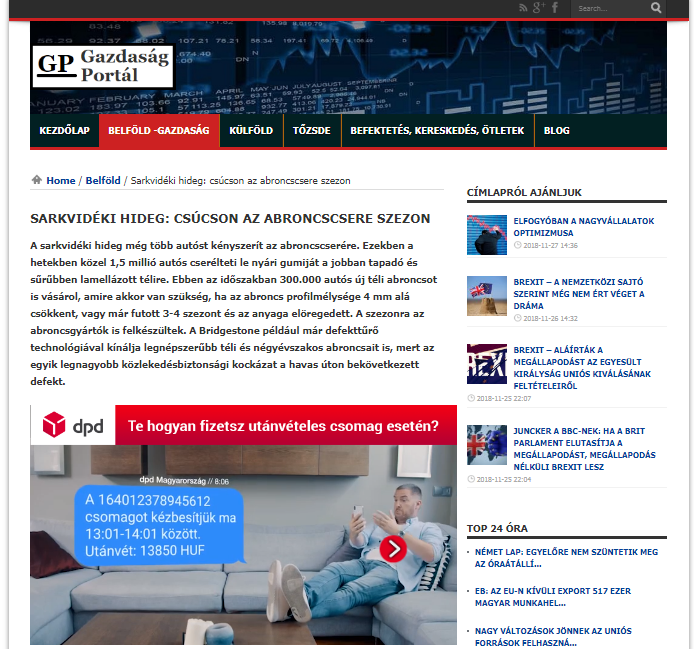 Search...
GP Gazdaság
Portál
KEZDŐLAP BELFÖLD -GAZDASÁG KÜLFÖLD TŐZSDE BEFEKTETÉS, KERESKEDÉS, ÖTLETEK BLOG
Home / Belföld / Sarkvidéki hideg: csúcson az abroncscsere szezon
SARKVIDÉKI HIDEG: CSÚCSON AZ ABRONCSCSERE SZEZON
A sarkvidéki hideg még több autóst kényszerít az abroncscserére. Ezekben a
hetekben közel 1,5 millió autós cserélteti le nyári gumiját a jobban tapadó és
sűrűbben lamellázott télire. Ebben az időszakban 300.000 autós új téli abroncsot
is vásárol, amire akkor van szükség, ha az abroncs profilmélysége 4 mm alá
csökkent, vagy már futott 3-4 szezont és az anyaga elöregedett. A szezonra az
abroncsgyártók is felkészültek. A Bridgestone például már defekttűrő
technológiával kínálja legnépszerűbb téli és négyévszakos abroncsait is, mert az
egyik legnagyobb közlekedésbiztonsági kockázat a havas úton bekövetkezett
defekt.
dpd Te hogyan fizetsz utánvételes csomag esetén?
dpd Magyarország // 8:06
A 164012378945612
csomagot kézbesítjük ma
13:01-14:01 között.
Utánvét: 13850 HUF
CÍMLAPRÓL AJÁNLJUK
ELFOGYÓBAN A NAGYVÁLLALATOK
OPTIMIZMUSA
2018-11-27 14:36
BREXIT – A NEMZETKÖZI SAJTÓ
SZERINT MÉG NEM ÉRT VÉGET A
DRÁMA
2018-11-26 14:32
BREXIT – ALÁÍRTÁK A
MEGÁLLAPODÁST AZ EGYESÜLT
KIRÁLYSÁG UNIÓS KIVÁLÁSÁNAK
FELTÉTELEIRŐL
2018-11-25 22:07
JUNCKER A BBC-NEK: HA A BRIT
PARLAMENT ELUTASÍTJA A
MEGÁLLAPODÁST, MEGÁLLAPODÁS
NÉLKÜLI BREXIT LESZ
2018-11-25 22:04
TOP 24 ÓRA
NÉMET LAP: EGYELŐRE NEM SZÜNTETIK MEG
AZ ÓRAÁTÁLLÍ...
EB: AZ EU-N KÍVÜLI EXPORT 517 EZER
MAGYAR MUNKAHEL...
NAGY VÁLTOZÁSOK JÖNNEK AZ UNIÓS
FORRÁSOK FELHASZNÁ...